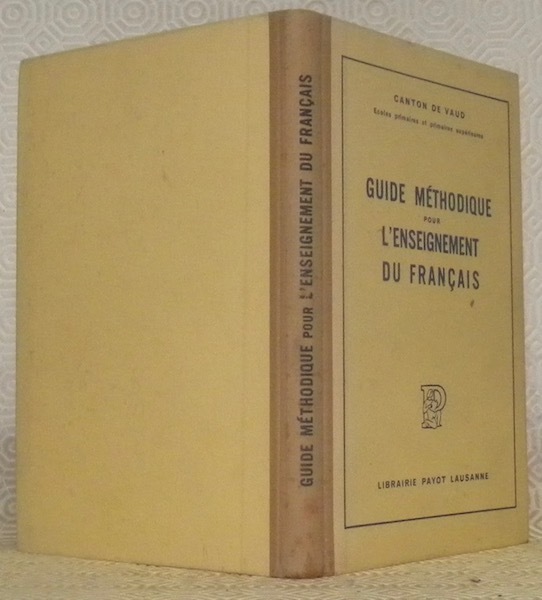 CANTON DE VAUD
Ecoles primaires et primaires supérieures
GUIDE MÉTHODIQUE
POUR
L'ENSEIGNEMENT
DU FRANÇAIS
LIBRAIRIE PAYOT LAUSANNE
GUIDE MÉTHODIQUE POUR L'ENSEIGNEMENT DU FRANÇAIS